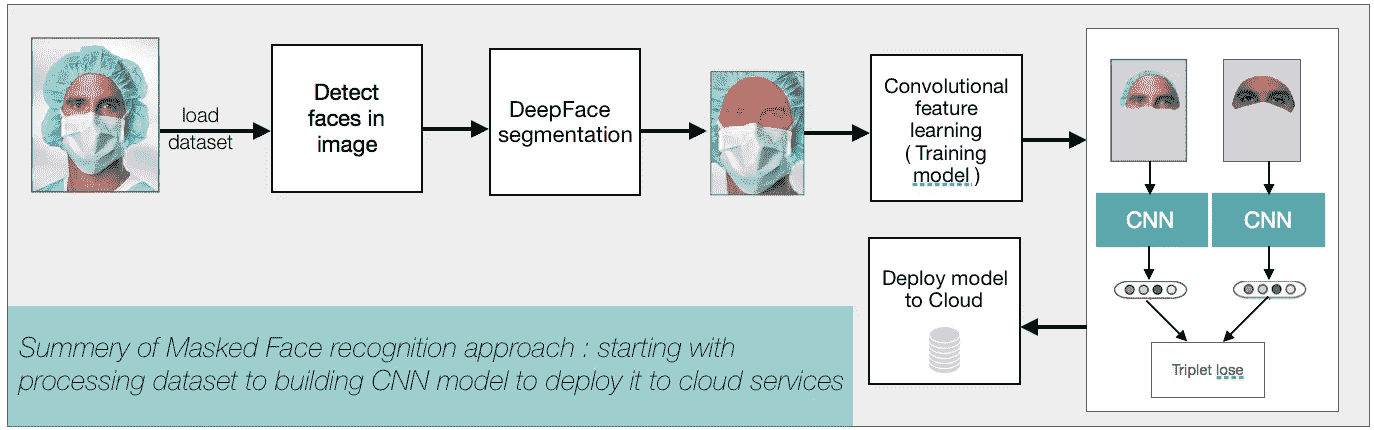 load
dataset
Detect
faces in
image
DeepFace
segmentation
Convolutional
feature
learning
( Training
model )
CNN
CNN
Triplet lose
Deploy model
to Cloud
Summery of Masked Face recognition approach : starting with
processing dataset to building CNN model to deploy it to cloud services